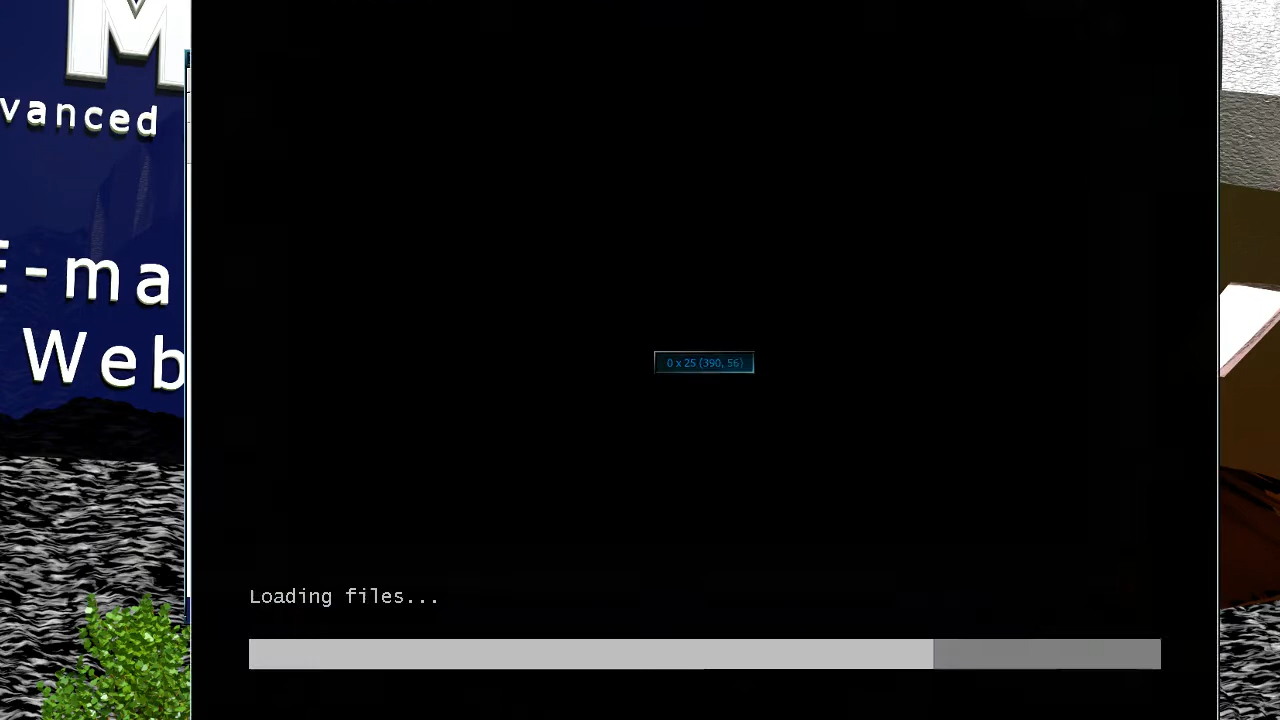 M
vanced
E-ma
Web
0 x 25 (390, 56)
Loading files...